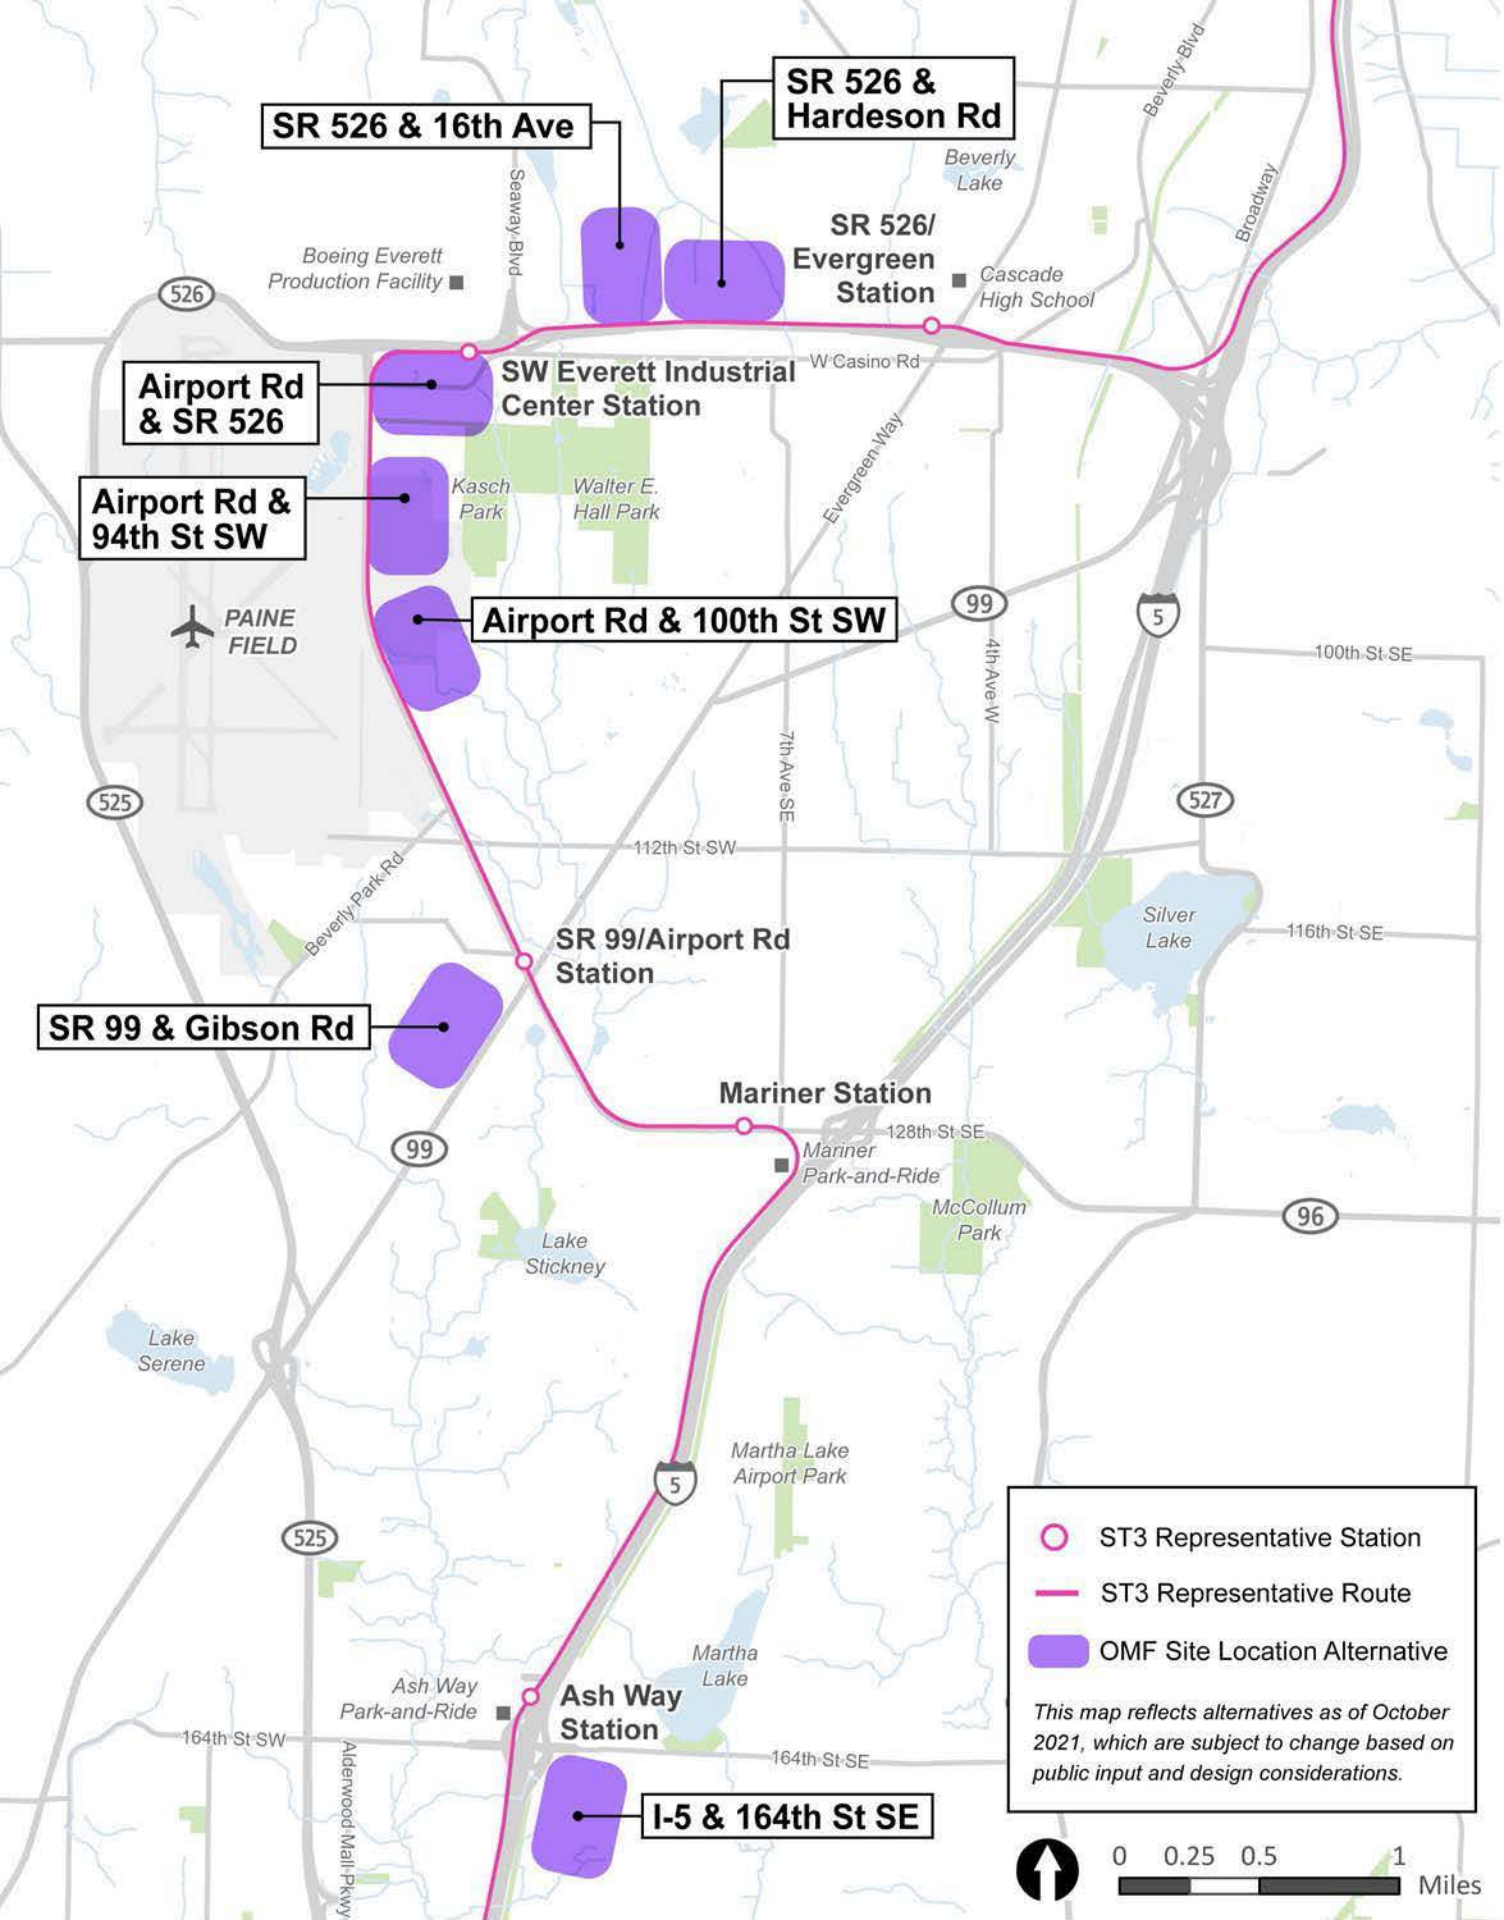 SR 526 &
Hardeson Rd
SR 526 & 16th Ave
Beverly Blvd
Beverly
Lake
Broadway
Seaway Blvd
SR 526/
Evergreen
Station
Boeing Everett
Production Facility
Cascade
High School
526
W Casino Rd
SW Everett Industrial
Center Station
Airport Rd
& SR 526
Evergreen Way
Kasch
Park
Walter E.
Hall Park
Airport Rd &
94th St SW
99
5
PAINE
FIELD
Airport Rd & 100th St SW
4th Ave W
100th St SE
7th Ave SE
525
527
112th St SW
Beverly Park Rd
Silver
Lake
116th St SE
SR 99/Airport Rd
Station
SR 99 & Gibson Rd
Mariner Station
128th St SE
99
Mariner
Park-and-Ride
McCollum
Park
96
Lake
Stickney
Lake
Serene
Martha Lake
Airport Park
5
525
Martha
Lake
Ash Way
Park-and-Ride
Ash Way
Station
164th St SW
164th St SE
Alderwood Mall Pkwy
I-5 & 164th St SE
ST3 Representative Station
ST3 Representative Route
OMF Site Location Alternative
This map reflects alternatives as of October
2021, which are subject to change based on
public input and design considerations.
0 0.25 0.5 1
Miles